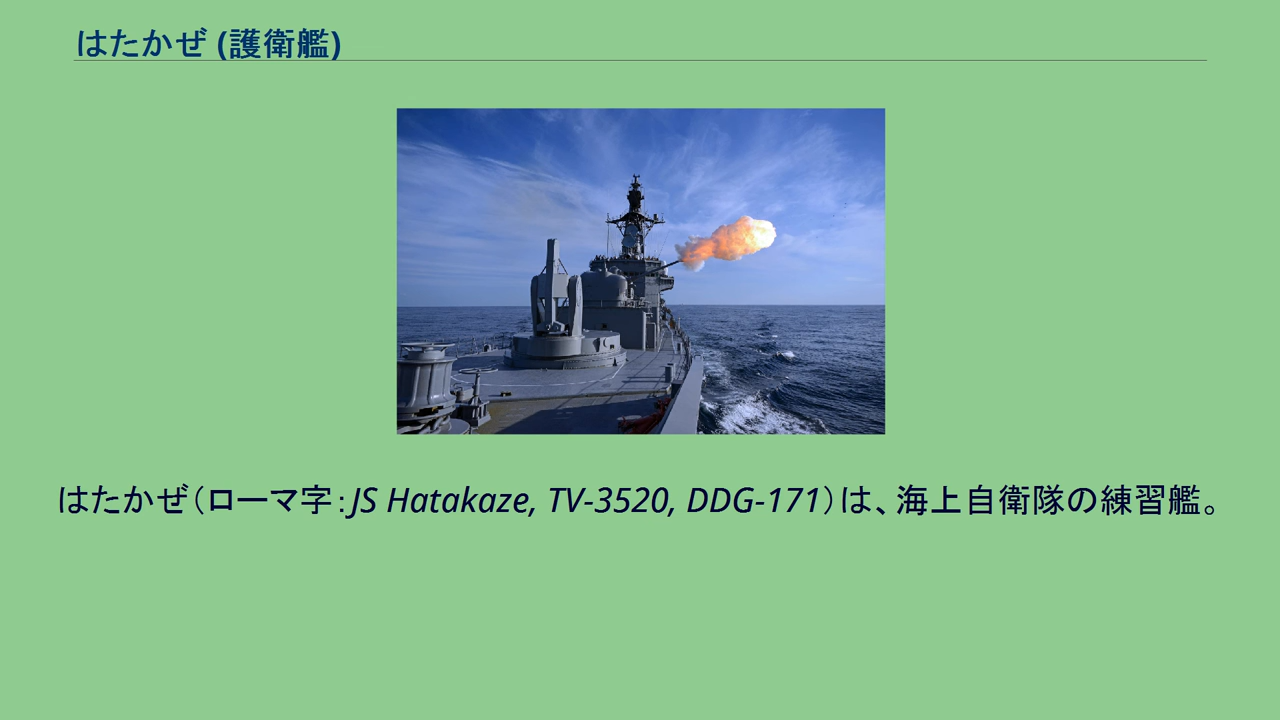 はたかぜ (護衛艦)
はたかぜ（ローマ字：JS Hatakaze, TV-3520, DDG-171）は、海上自衛隊の練習艦。